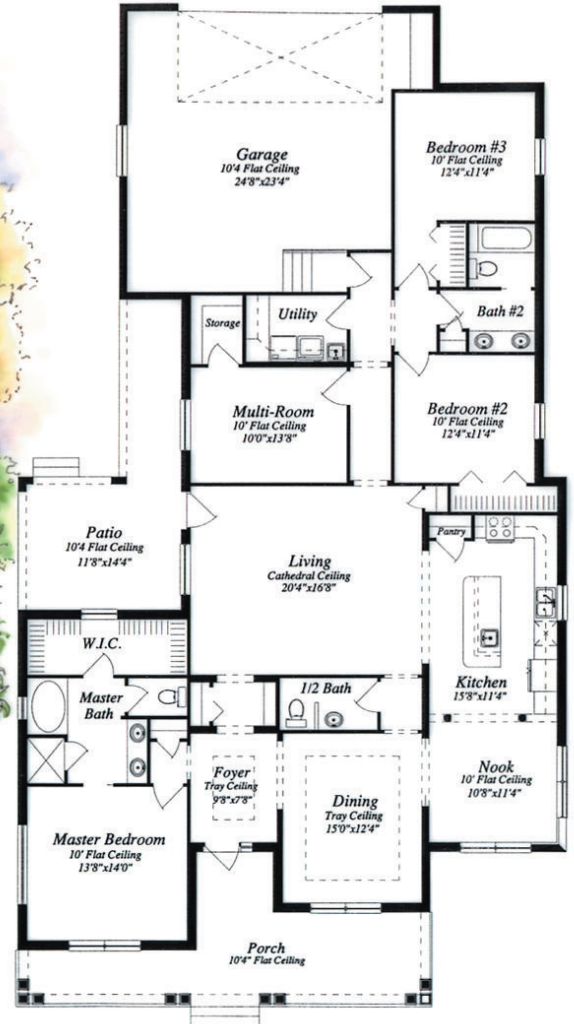 Garage
10'4 Flat Ceiling
24'8"x23'4"
Bedroom #3
10' Flat Ceiling
12'4"x11'4"
Bath #2
Storage
Utility
Multi-Room
10' Flat Ceiling
10'0"x13'8"
Bedroom #2
10' Flat Ceiling
12'4"x11'4"
Patio
10'4 Flat Ceiling
11'8"x14'4"
Living
Cathedral Ceiling
20'4"x16'8"
Pantry
W.I.C.
Master
Bath
1/2 Bath
Kitchen
15'8"x11'4"
Foyer
Tray Ceiling
9'8"x7'8"
Nook
10' Flat Ceiling
10'8"x11'4"
Dining
Tray Ceiling
15'0"x12'4"
Master Bedroom
10' Flat Ceiling
13'8"x14'0"
Porch
10'4" Flat Ceiling